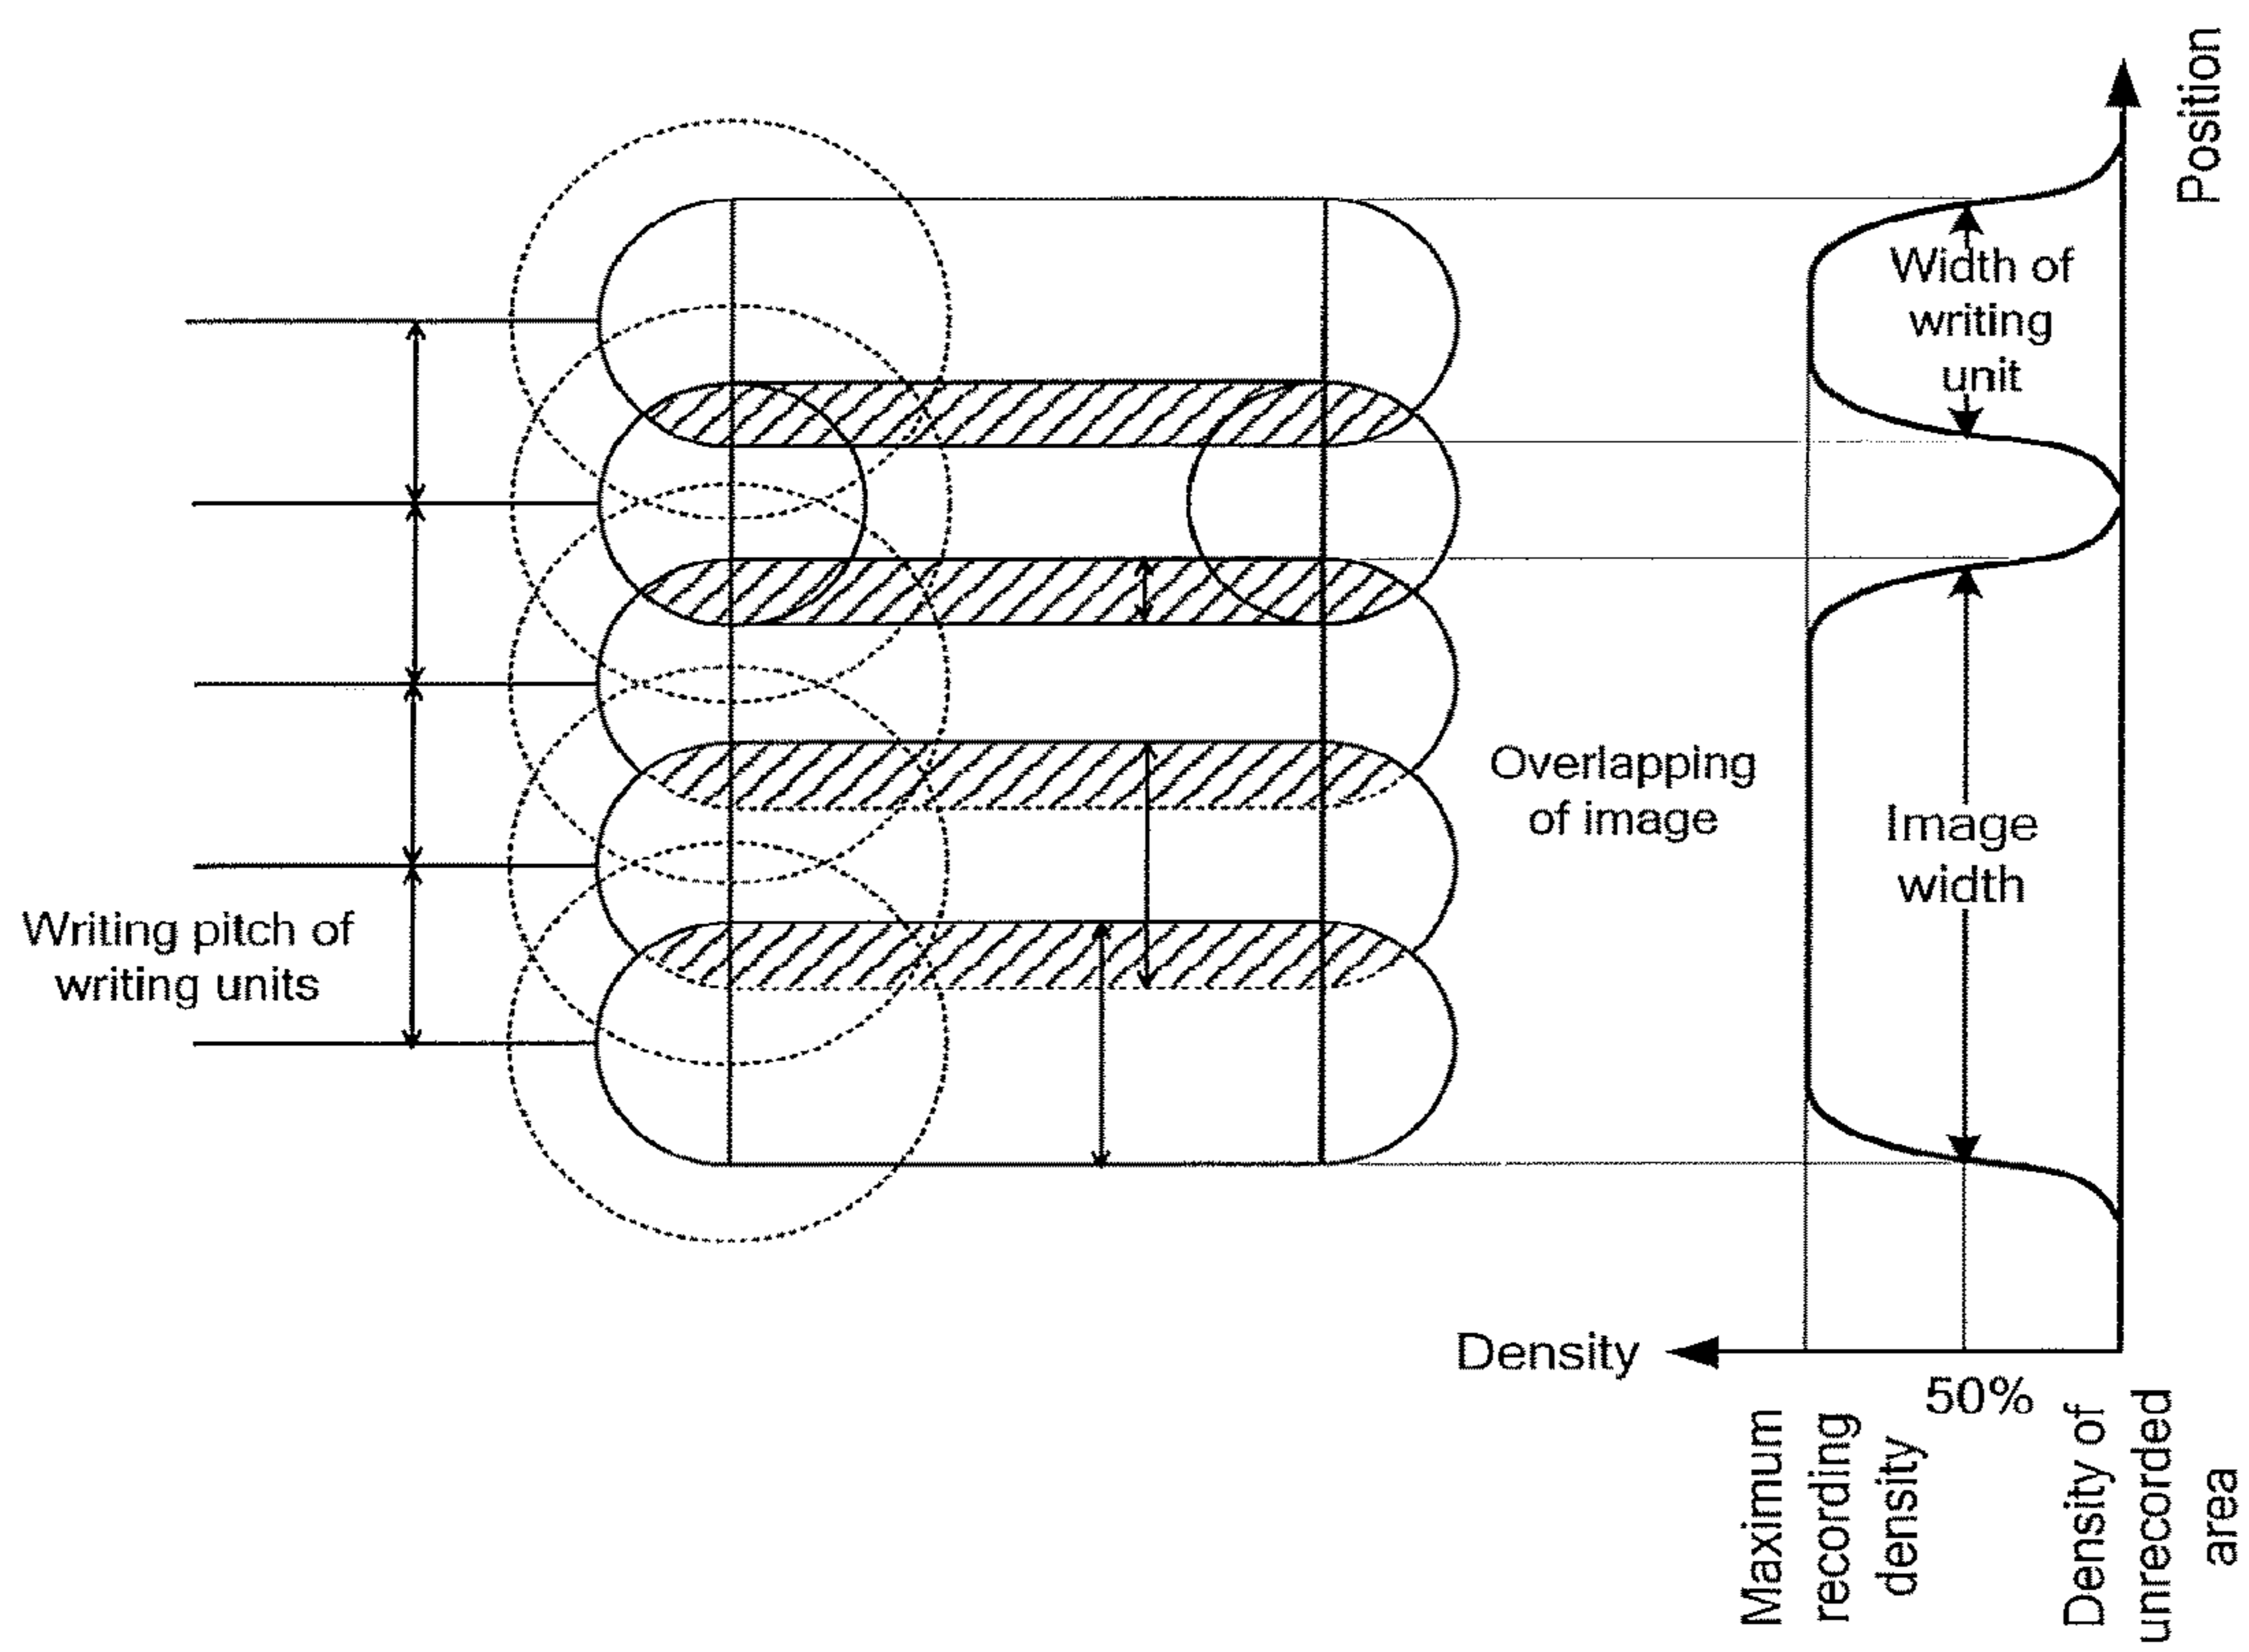 Position
Width of
writing
unit
Overlapping
of image
Image
width
Writing pitch of
writing units
Density
50%
Maximum
recording
density
Density of
unrecorded
area